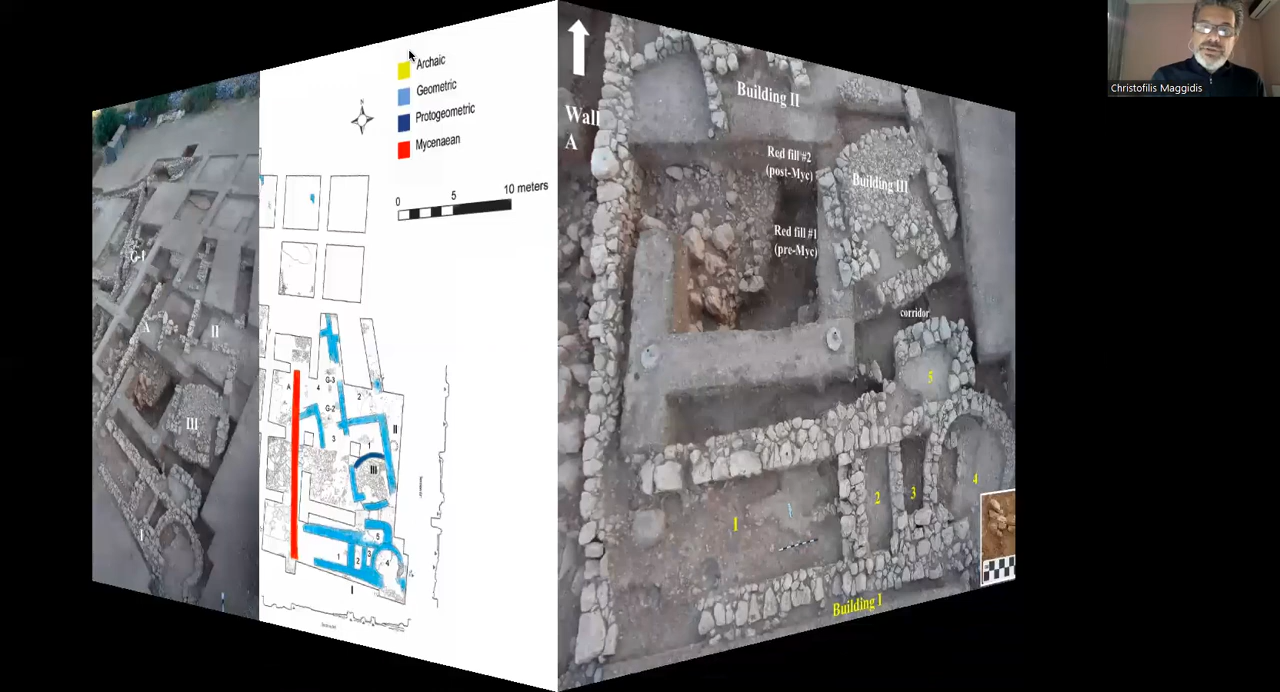 Archaic
Geometric
Protogeometric
Mycenaean
N
0 5 10 meters
G-1
A
II
III
I
A
4
G-3
2
G-2
3
1
II
III
5
1
2
3
4
I
Wall
A
Building II
Red fill #2
(post-Myc)
Building III
Red fill #1
(pre-Myc)
corridor
5
4
3
2
1
Building I
Christofilis Maggidis